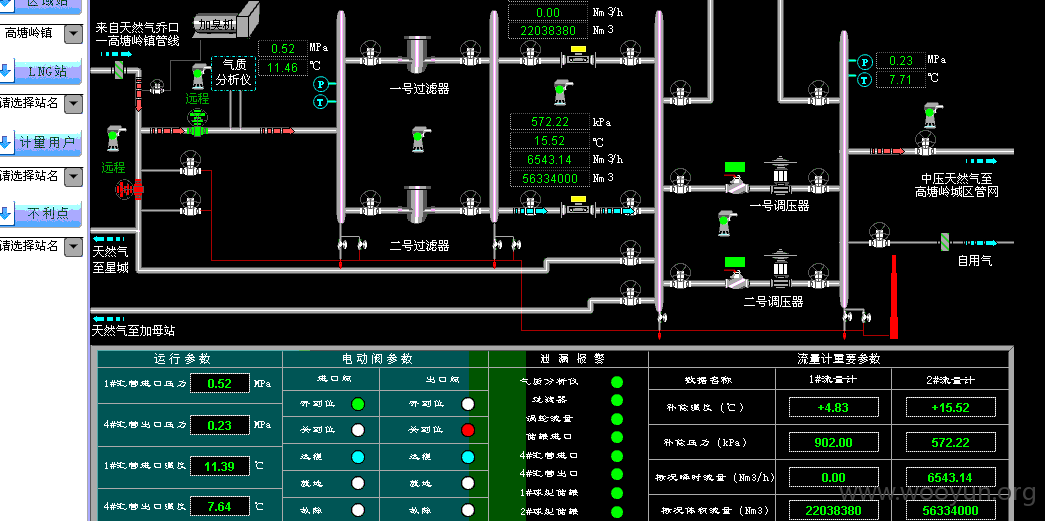 区域站
高塘岭镇
LNG站
请选择站名
计量用户
请选择站名
不利点
请选择站名
来自天然气乔口
—高塘岭镇管线
加臭机
气质
分析仪
远程
远程
0.52 MPa
11.46 ℃
P
T
一号过滤器
二号过滤器
0.00 Nm3/h
22038380 Nm3
572.22 kPa
15.52 ℃
6543.14 Nm3/h
56334000 Nm3
一号调压器
二号调压器
P 0.23 MPa
T 7.71 ℃
中压天然气至
高塘岭城区管网
自用气
天然气
至星城
天然气至加母站
运行参数
1#汇管进口压力 0.52 MPa
4#汇管出口压力 0.23 MPa
1#汇管进口温度 11.39 ℃
4#汇管出口温度 7.64 ℃
电动阀参数
进口阀 出口阀
开到位 开到位
关到位 关到位
远程 远程
就地 就地
故障 故障
泄漏报警
气质分析仪
过滤器
涡轮流量
储罐进口
4#汇管进口
4#汇管出口
1#球起储罐
2#球起储罐
流量计重要参数
数据名称 1#流量计 2#流量计
补偿温度(℃) +4.83 +15.52
补偿压力(kPa) 902.00 572.22
标况瞬时流量(Nm3/h) 0.00 6543.14
标况体积流量(Nm3) 22038380 56334000
www.wooyun.org